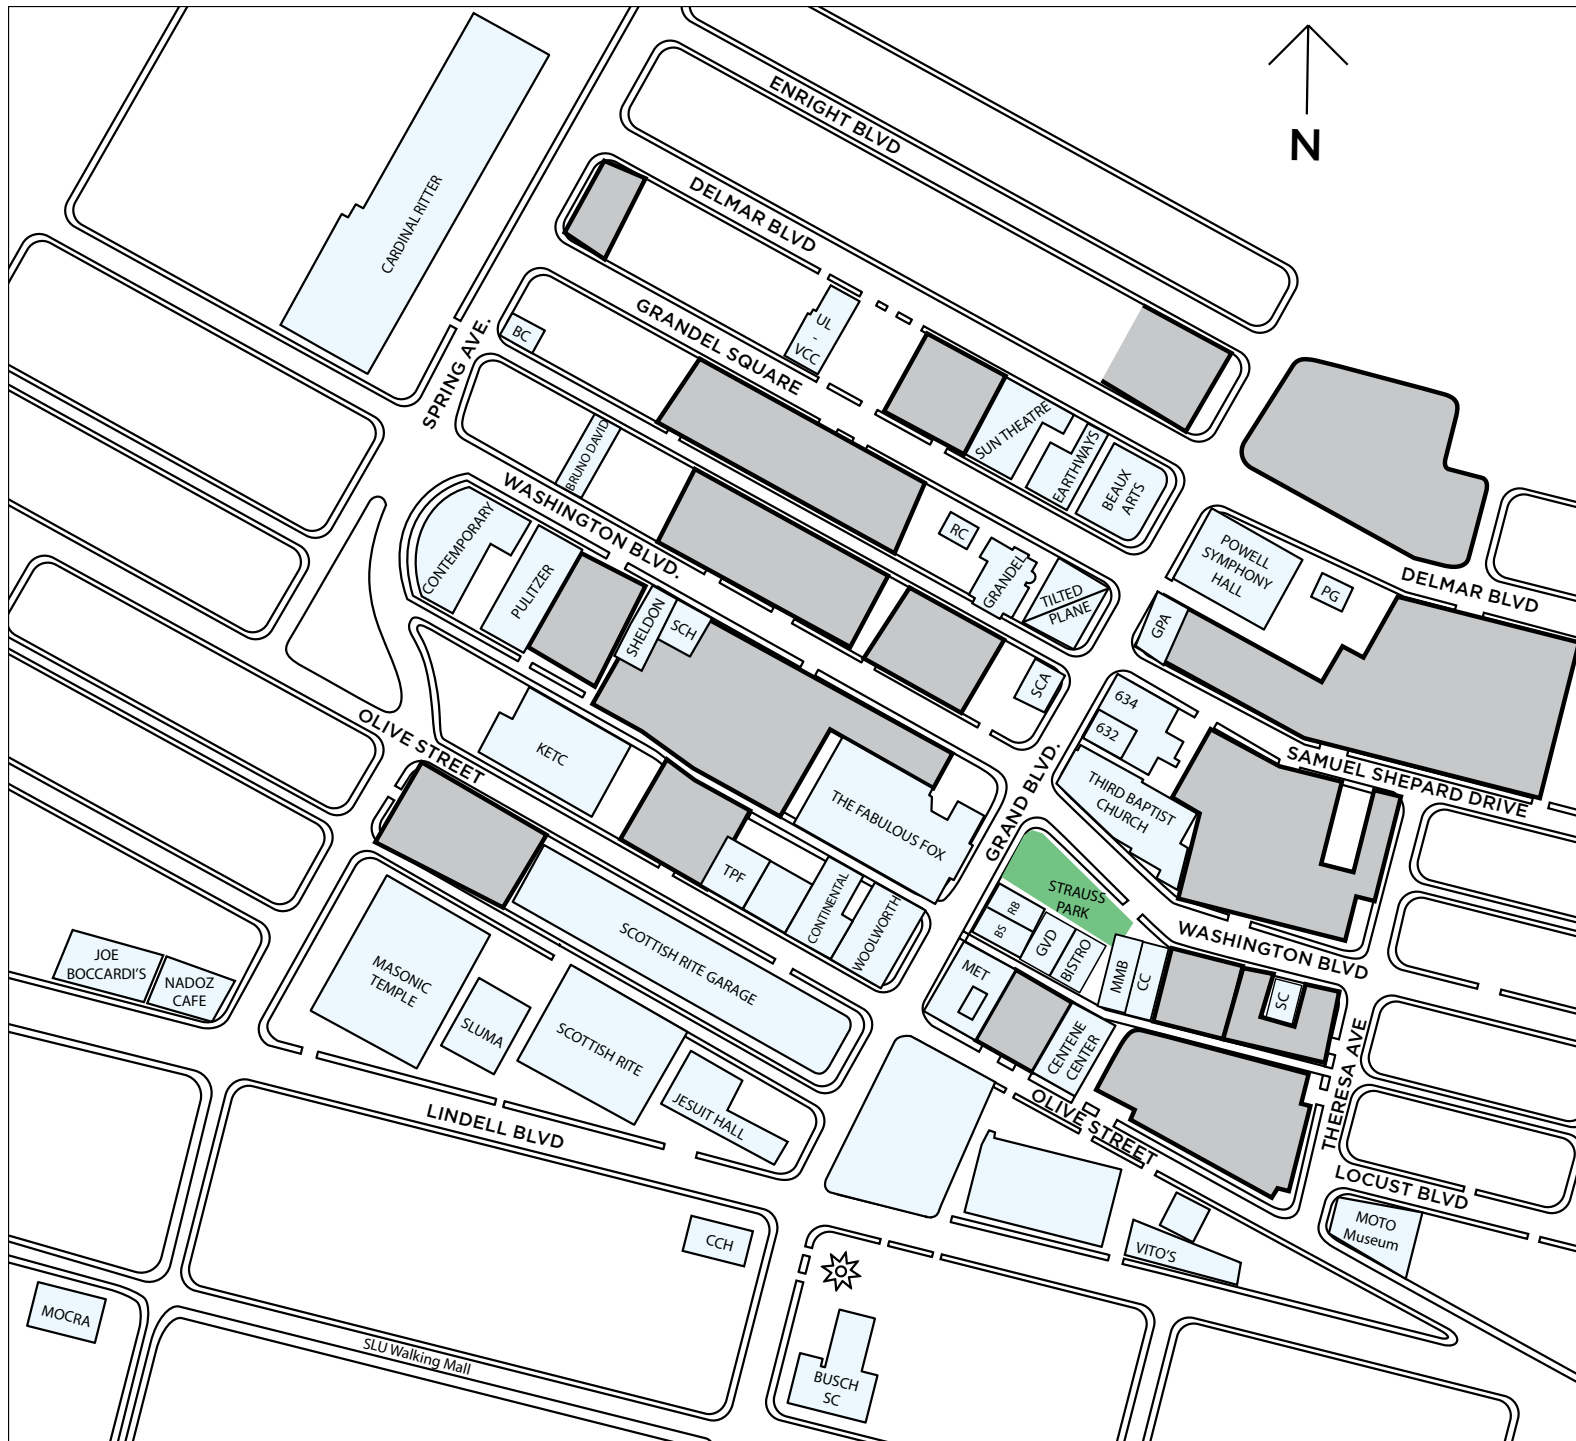 ENRIGHT BLVD
N
CARDINAL RITTER
DELMAR BLVD
SPRING AVE.
BC
GRANDEL SQUARE
UL
-
VCC
SUN THEATRE
EARTHWAYS
BEAUX
ARTS
BRUNO DAVID
WASHINGTON BLVD.
CONTEMPORARY
PULITZER
SHELDON
SCH
RC
GRANDEL
TILTED
PLANE
POWELL
SYMPHONY
HALL
PG
DELMAR BLVD
GPA
SCA
634
632
SAMUEL SHEPARD DRIVE
THIRD BAPTIST
CHURCH
GRAND BLVD.
OLIVE STREET
KETC
THE FABULOUS FOX
TPF
CONTINENTAL
WOOLWORTH
STRAUSS
PARK
RB
BS
GVD
BISTRO
MMB
CC
WASHINGTON BLVD
SC
MET
CENTENE
CENTER
THERESA AVE
JOE
BOCCARDI'S
NADOZ
CAFE
MASONIC
TEMPLE
SLUMA
SCOTTISH RITE GARAGE
SCOTTISH RITE
JESUIT HALL
LINDELL BLVD
OLIVE STREET
LOCUST BLVD
MOTO
Museum
VITO'S
CCH
MOCRA
SLU Walking Mall
BUSCH
SC